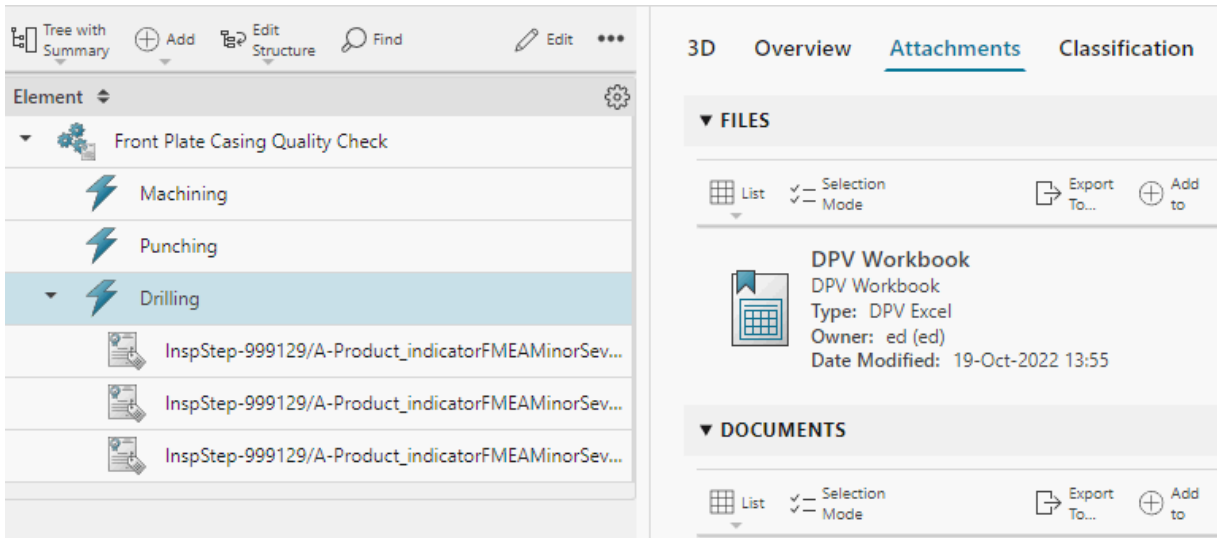 Tree with
Summary
Add
Edit
Structure
Find
Edit
Element
Front Plate Casing Quality Check
Machining
Punching
Drilling
InspStep-999129/A-Product_indicatorFMEAMinorSev...
InspStep-999129/A-Product_indicatorFMEAMinorSev...
InspStep-999129/A-Product_indicatorFMEAMinorSev...
3D Overview Attachments Classification
FILES
List
Selection
Mode
Export
To...
Add
to
DPV Workbook
DPV Workbook
Type: DPV Excel
Owner: ed (ed)
Date Modified: 19-Oct-2022 13:55
DOCUMENTS
List
Selection
Mode
Export
To...
Add
to